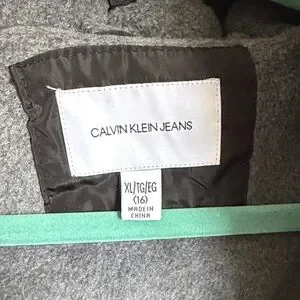 CALVIN KLEIN JEANS
XL/TG/EG
(16)
MADE IN
CHINA